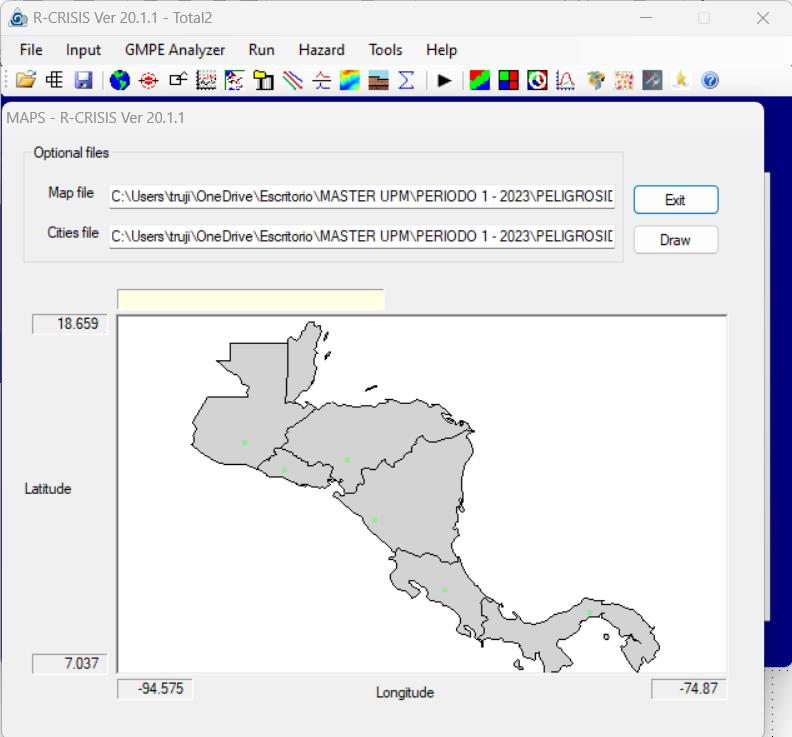 R-CRISIS Ver 20.1.1 - Total2
File Input GMPE Analyzer Run Hazard Tools Help
MAPS - R-CRISIS Ver 20.1.1
Optional files
Map file C:\Users\truji\OneDrive\Escritorio\MASTER UPM\PERIODO 1 - 2023\PELIGROSID
Exit
Cities file C:\Users\truji\OneDrive\Escritorio\MASTER UPM\PERIODO 1 - 2023\PELIGROSID
Draw
18.659
Latitude
7.037
-94.575
Longitude
-74.87